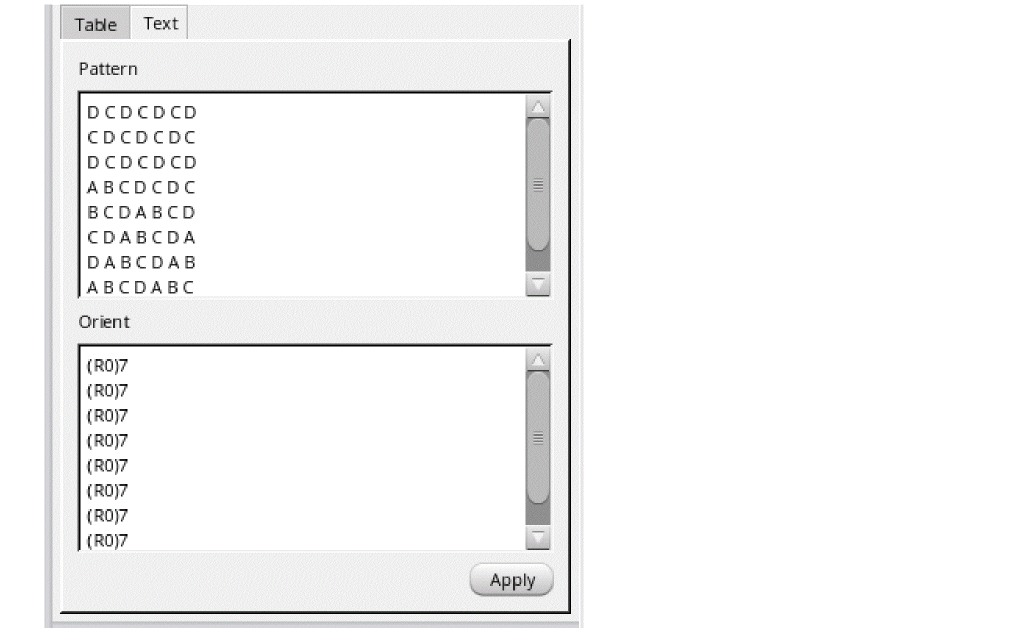 Table Text
Pattern
D C D C D C D
C D C D C D C
D C D C D C D
A B C D C D C
B C D A B C D
C D A B C D A
D A B C D A B
A B C D A B C
Orient
(R0)7
(R0)7
(R0)7
(R0)7
(R0)7
(R0)7
(R0)7
(R0)7
Apply